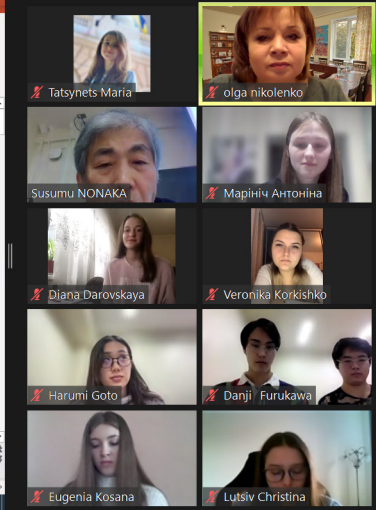 Tatsynets Maria
olga nikolenko
Susumu NONAKA
Марініч Антоніна
Diana Darovskaya
Veronika Korkishko
Harumi Goto
Danji Furukawa
Eugenia Kosana
Lutsiv Christina